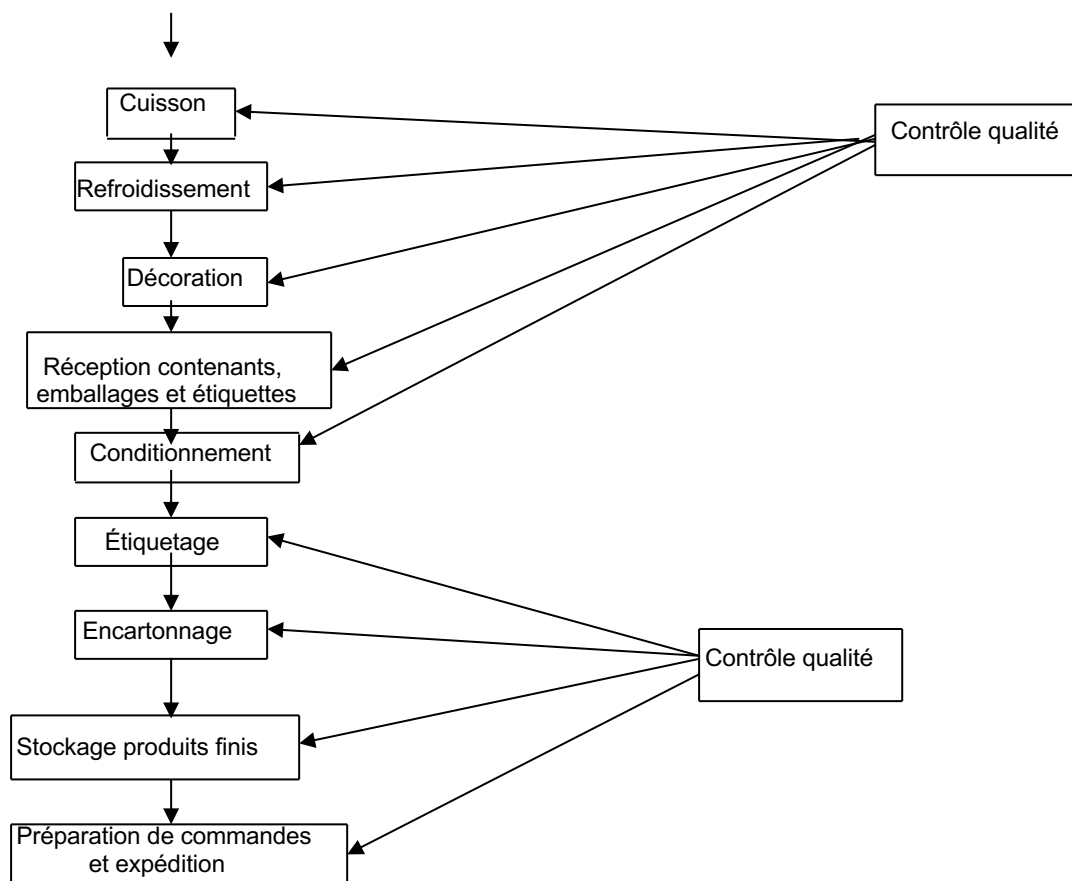 Cuisson
Contrôle qualité
Refroidissement
Décoration
Réception contenants,
emballages et étiquettes
Conditionnement
Étiquetage
Encartonnage
Contrôle qualité
Stockage produits finis
Préparation de commandes
et expédition